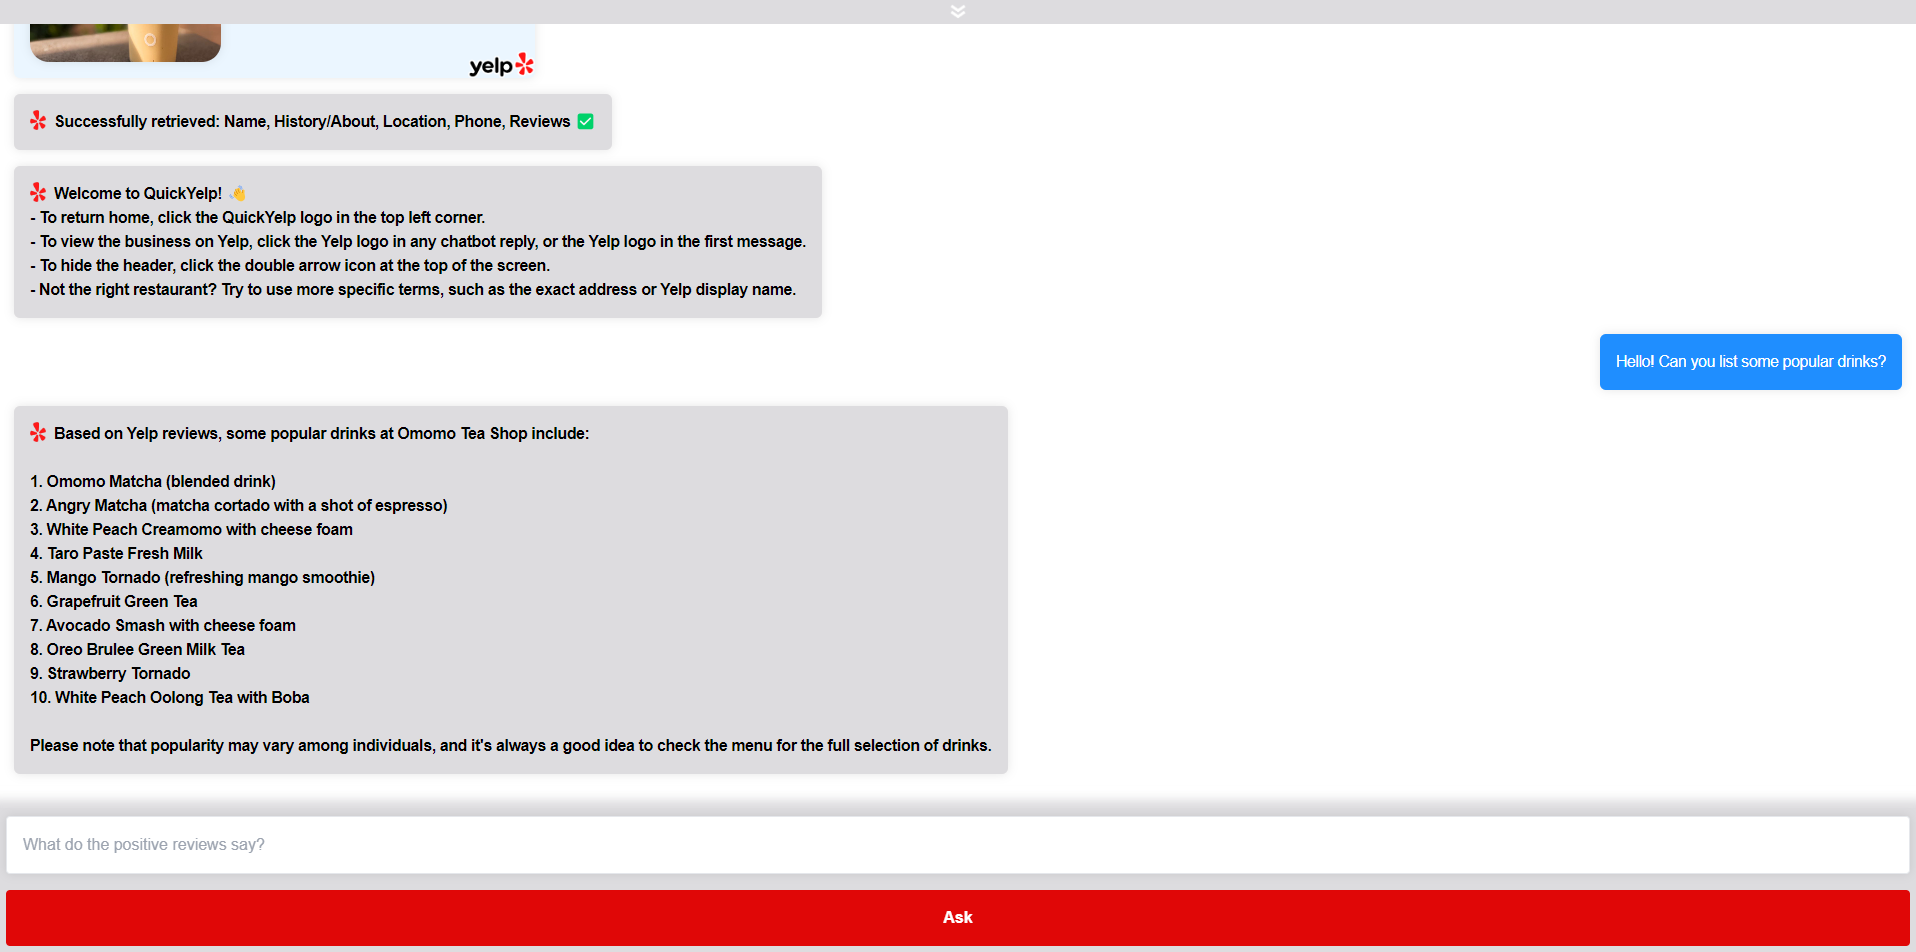 yelp
Successfully retrieved: Name, History/About, Location, Phone, Reviews ✅
Welcome to QuickYelp! 👋
- To return home, click the QuickYelp logo in the top left corner.
- To view the business on Yelp, click the Yelp logo in any chatbot reply, or the Yelp logo in the first message.
- To hide the header, click the double arrow icon at the top of the screen.
- Not the right restaurant? Try to use more specific terms, such as the exact address or Yelp display name.
Hello! Can you list some popular drinks?
Based on Yelp reviews, some popular drinks at Omomo Tea Shop include:
1. Omomo Matcha (blended drink)
2. Angry Matcha (matcha cortado with a shot of espresso)
3. White Peach Creamomo with cheese foam
4. Taro Paste Fresh Milk
5. Mango Tornado (refreshing mango smoothie)
6. Grapefruit Green Tea
7. Avocado Smash with cheese foam
8. Oreo Brulee Green Milk Tea
9. Strawberry Tornado
10. White Peach Oolong Tea with Boba
Please note that popularity may vary among individuals, and it's always a good idea to check the menu for the full selection of drinks.
What do the positive reviews say?
Ask